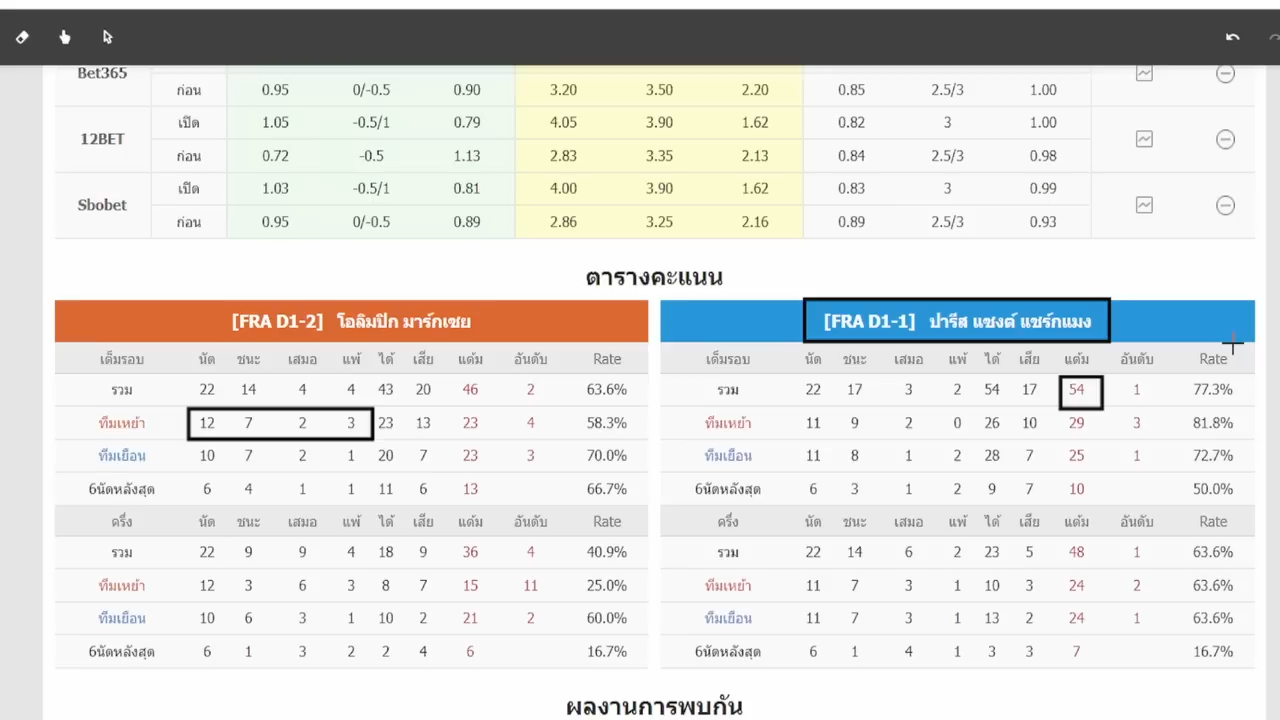 Bet365
ก่อน 0.95 0/-0.5 0.90 3.20 3.50 2.20 0.85 2.5/3 1.00
12BET
เปิด 1.05 -0.5/1 0.79 4.05 3.90 1.62 0.82 3 1.00
ก่อน 0.72 -0.5 1.13 2.83 3.35 2.13 0.84 2.5/3 0.98
Sbobet
เปิด 1.03 -0.5/1 0.81 4.00 3.90 1.62 0.83 3 0.99
ก่อน 0.95 0/-0.5 0.89 2.86 3.25 2.16 0.89 2.5/3 0.93
ตารางคะแนน
[FRA D1-2] โอลิมปิก มาร์กเซย
เต็มรอบ นัด ชนะ เสมอ แพ้ ได้ เสีย แต้ม อันดับ Rate
รวม 22 14 4 4 43 20 46 2 63.6%
ทีมเหย้า 12 7 2 3 23 13 23 4 58.3%
ทีมเยือน 10 7 2 1 20 7 23 3 70.0%
6นัดหลังสุด 6 4 1 1 11 6 13 66.7%
ครึ่ง นัด ชนะ เสมอ แพ้ ได้ เสีย แต้ม อันดับ Rate
รวม 22 9 9 4 18 9 36 4 40.9%
ทีมเหย้า 12 3 6 3 8 7 15 11 25.0%
ทีมเยือน 10 6 3 1 10 2 21 2 60.0%
6นัดหลังสุด 6 1 3 2 2 4 6 16.7%
[FRA D1-1] ปารีส แซงต์ แชร์กแมง
เต็มรอบ นัด ชนะ เสมอ แพ้ ได้ เสีย แต้ม อันดับ Rate
รวม 22 17 3 2 54 17 54 1 77.3%
ทีมเหย้า 11 9 2 0 26 10 29 3 81.8%
ทีมเยือน 11 8 1 2 28 7 25 1 72.7%
6นัดหลังสุด 6 3 1 2 9 7 10 50.0%
ครึ่ง นัด ชนะ เสมอ แพ้ ได้ เสีย แต้ม อันดับ Rate
รวม 22 14 6 2 23 5 48 1 63.6%
ทีมเหย้า 11 7 3 1 10 3 24 2 63.6%
ทีมเยือน 11 7 3 1 13 2 24 1 63.6%
6นัดหลังสุด 6 1 4 1 3 3 7 16.7%
ผลงานการพบกัน